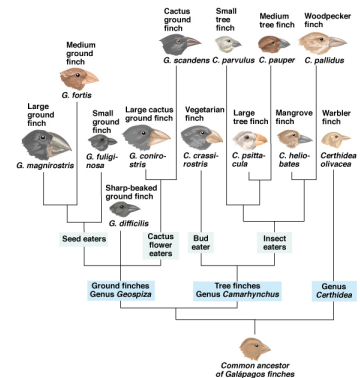 Cactus
ground
finch
G. scandens
Small
tree
finch
C. parvulus
Medium
tree finch
C. pauper
Woodpecker
finch
C. pallidus
Medium
ground
finch
G. fortis
Large
ground
finch
G. magnirostris
Small
ground
finch
G. fuligi-
nosa
Large cactus
ground finch
G. coniro-
stris
Vegetarian
finch
C. crassi-
rostris
Large
tree finch
C. psitta-
cula
Mangrove
finch
C. helio-
bates
Warbler
finch
Certhidea
olivacea
Sharp-beaked
ground finch
G. difficilis
Seed eaters
Cactus
flower
eaters
Bud
eater
Insect
eaters
Ground finches
Genus Geospiza
Tree finches
Genus Camarhynchus
Genus
Certhidea
Common ancestor
of Galápagos finches